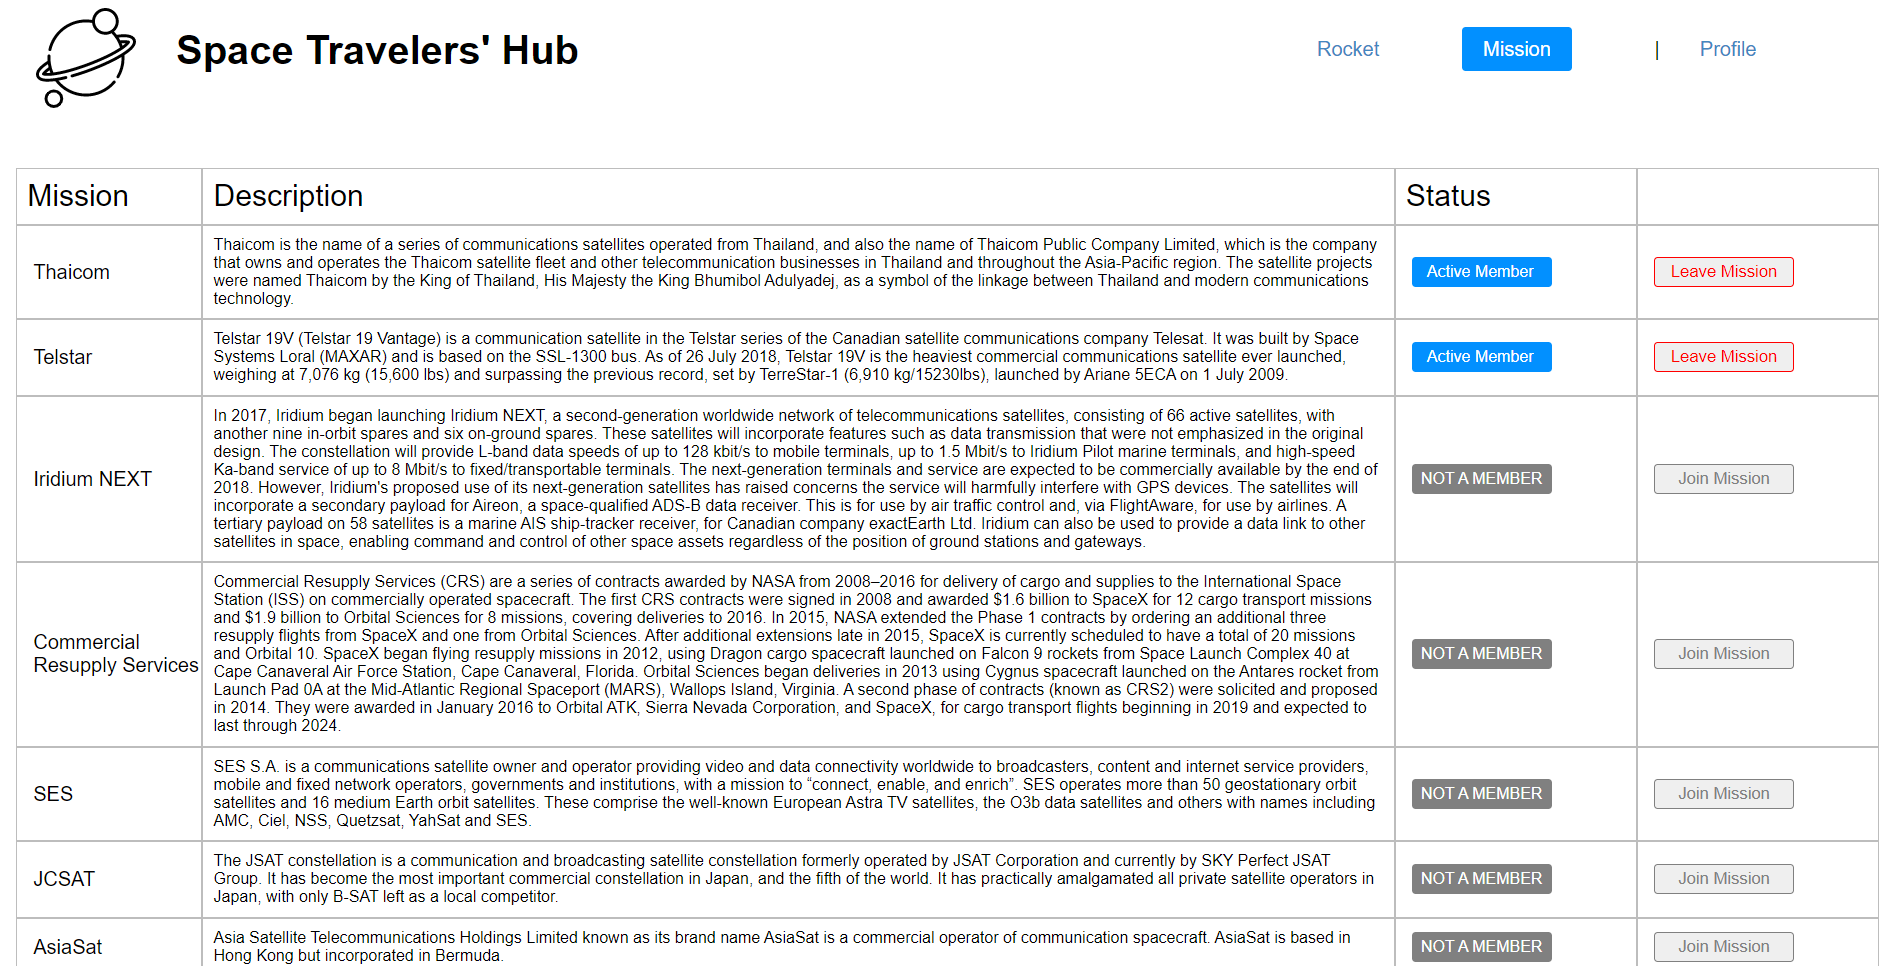 Space Travelers' Hub
Rocket
Mission
|
Profile
Mission
Description
Status
Thaicom
Thaicom is the name of a series of communications satellites operated from Thailand, and also the name of Thaicom Public Company Limited, which is the company
that owns and operates the Thaicom satellite fleet and other telecommunication businesses in Thailand and throughout the Asia-Pacific region. The satellite projects
were named Thaicom by the King of Thailand, His Majesty the King Bhumibol Adulyadej, as a symbol of the linkage between Thailand and modern communications
technology.
Active Member
Leave Mission
Telstar
Telstar 19V (Telstar 19 Vantage) is a communication satellite in the Telstar series of the Canadian satellite communications company Telesat. It was built by Space
Systems Loral (MAXAR) and is based on the SSL-1300 bus. As of 26 July 2018, Telstar 19V is the heaviest commercial communications satellite ever launched,
weighing at 7,076 kg (15,600 lbs) and surpassing the previous record, set by TerreStar-1 (6,910 kg/15230lbs), launched by Ariane 5ECA on 1 July 2009.
Active Member
Leave Mission
Iridium NEXT
In 2017, Iridium began launching Iridium NEXT, a second-generation worldwide network of telecommunications satellites, consisting of 66 active satellites, with
another nine in-orbit spares and six on-ground spares. These satellites will incorporate features such as data transmission that were not emphasized in the original
design. The constellation will provide L-band data speeds of up to 128 kbit/s to mobile terminals, up to 1.5 Mbit/s to Iridium Pilot marine terminals, and high-speed
Ka-band service of up to 8 Mbit/s to fixed/transportable terminals. The next-generation terminals and service are expected to be commercially available by the end of
2018. However, Iridium's proposed use of its next-generation satellites has raised concerns the service will harmfully interfere with GPS devices. The satellites will
incorporate a secondary payload for Aireon, a space-qualified ADS-B data receiver. This is for use by air traffic control and, via FlightAware, for use by airlines. A
tertiary payload on 58 satellites is a marine AIS ship-tracker receiver, for Canadian company exactEarth Ltd. Iridium can also be used to provide a data link to other
satellites in space, enabling command and control of other space assets regardless of the position of ground stations and gateways.
NOT A MEMBER
Join Mission
Commercial
Resupply Services
Commercial Resupply Services (CRS) are a series of contracts awarded by NASA from 2008–2016 for delivery of cargo and supplies to the International Space
Station (ISS) on commercially operated spacecraft. The first CRS contracts were signed in 2008 and awarded $1.6 billion to SpaceX for 12 cargo transport missions
and $1.9 billion to Orbital Sciences for 8 missions, covering deliveries to 2016. In 2015, NASA extended the Phase 1 contracts by ordering an additional three
resupply flights from SpaceX and one from Orbital Sciences. After additional extensions late in 2015, SpaceX is currently scheduled to have a total of 20 missions
and Orbital 10. SpaceX began flying resupply missions in 2012, using Dragon cargo spacecraft launched on Falcon 9 rockets from Space Launch Complex 40 at
Cape Canaveral Air Force Station, Cape Canaveral, Florida. Orbital Sciences began deliveries in 2013 using Cygnus spacecraft launched on the Antares rocket from
Launch Pad 0A at the Mid-Atlantic Regional Spaceport (MARS), Wallops Island, Virginia. A second phase of contracts (known as CRS2) were solicited and proposed
in 2014. They were awarded in January 2016 to Orbital ATK, Sierra Nevada Corporation, and SpaceX, for cargo transport flights beginning in 2019 and expected to
last through 2024.
NOT A MEMBER
Join Mission
SES
SES S.A. is a communications satellite owner and operator providing video and data connectivity worldwide to broadcasters, content and internet service providers,
mobile and fixed network operators, governments and institutions, with a mission to “connect, enable, and enrich”. SES operates more than 50 geostationary orbit
satellites and 16 medium Earth orbit satellites. These comprise the well-known European Astra TV satellites, the O3b data satellites and others with names including
AMC, Ciel, NSS, Quetzsat, YahSat and SES.
NOT A MEMBER
Join Mission
JCSAT
The JSAT constellation is a communication and broadcasting satellite constellation formerly operated by JSAT Corporation and currently by SKY Perfect JSAT
Group. It has become the most important commercial constellation in Japan, and the fifth of the world. It has practically amalgamated all private satellite operators in
Japan, with only B-SAT left as a local competitor.
NOT A MEMBER
Join Mission
AsiaSat
Asia Satellite Telecommunications Holdings Limited known as its brand name AsiaSat is a commercial operator of communication spacecraft. AsiaSat is based in
Hong Kong but incorporated in Bermuda.
NOT A MEMBER
Join Mission